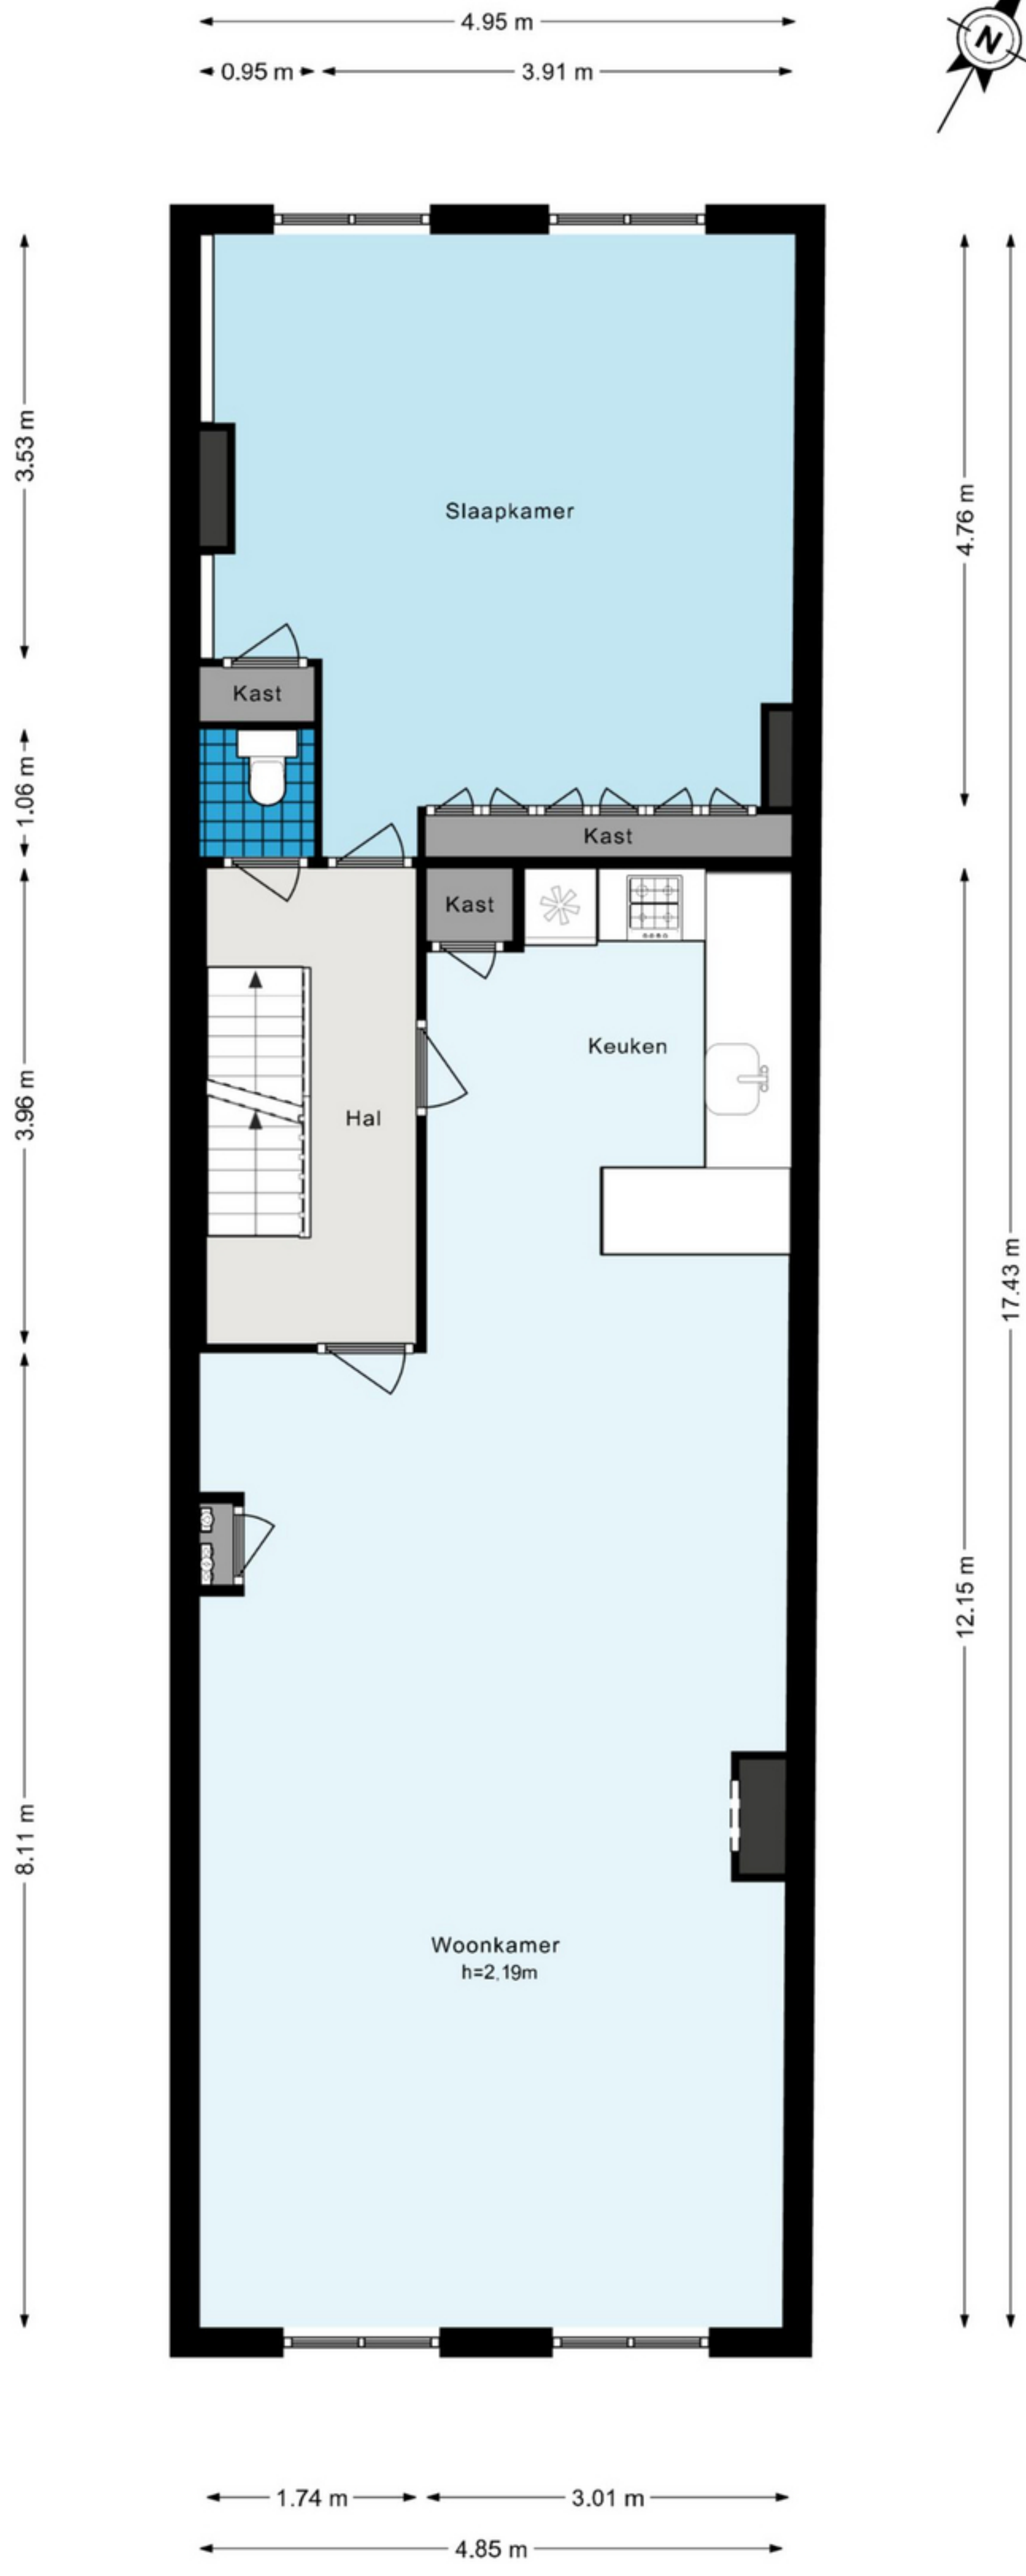 4.95 m
0.95 m
3.91 m
N
3.53 m
Slaapkamer
4.76 m
Kast
1.06 m
Kast
Kast
Keuken
3.96 m
Hal
17.43 m
12.15 m
8.11 m
Woonkamer
h=2.19m
1.74 m
3.01 m
4.85 m